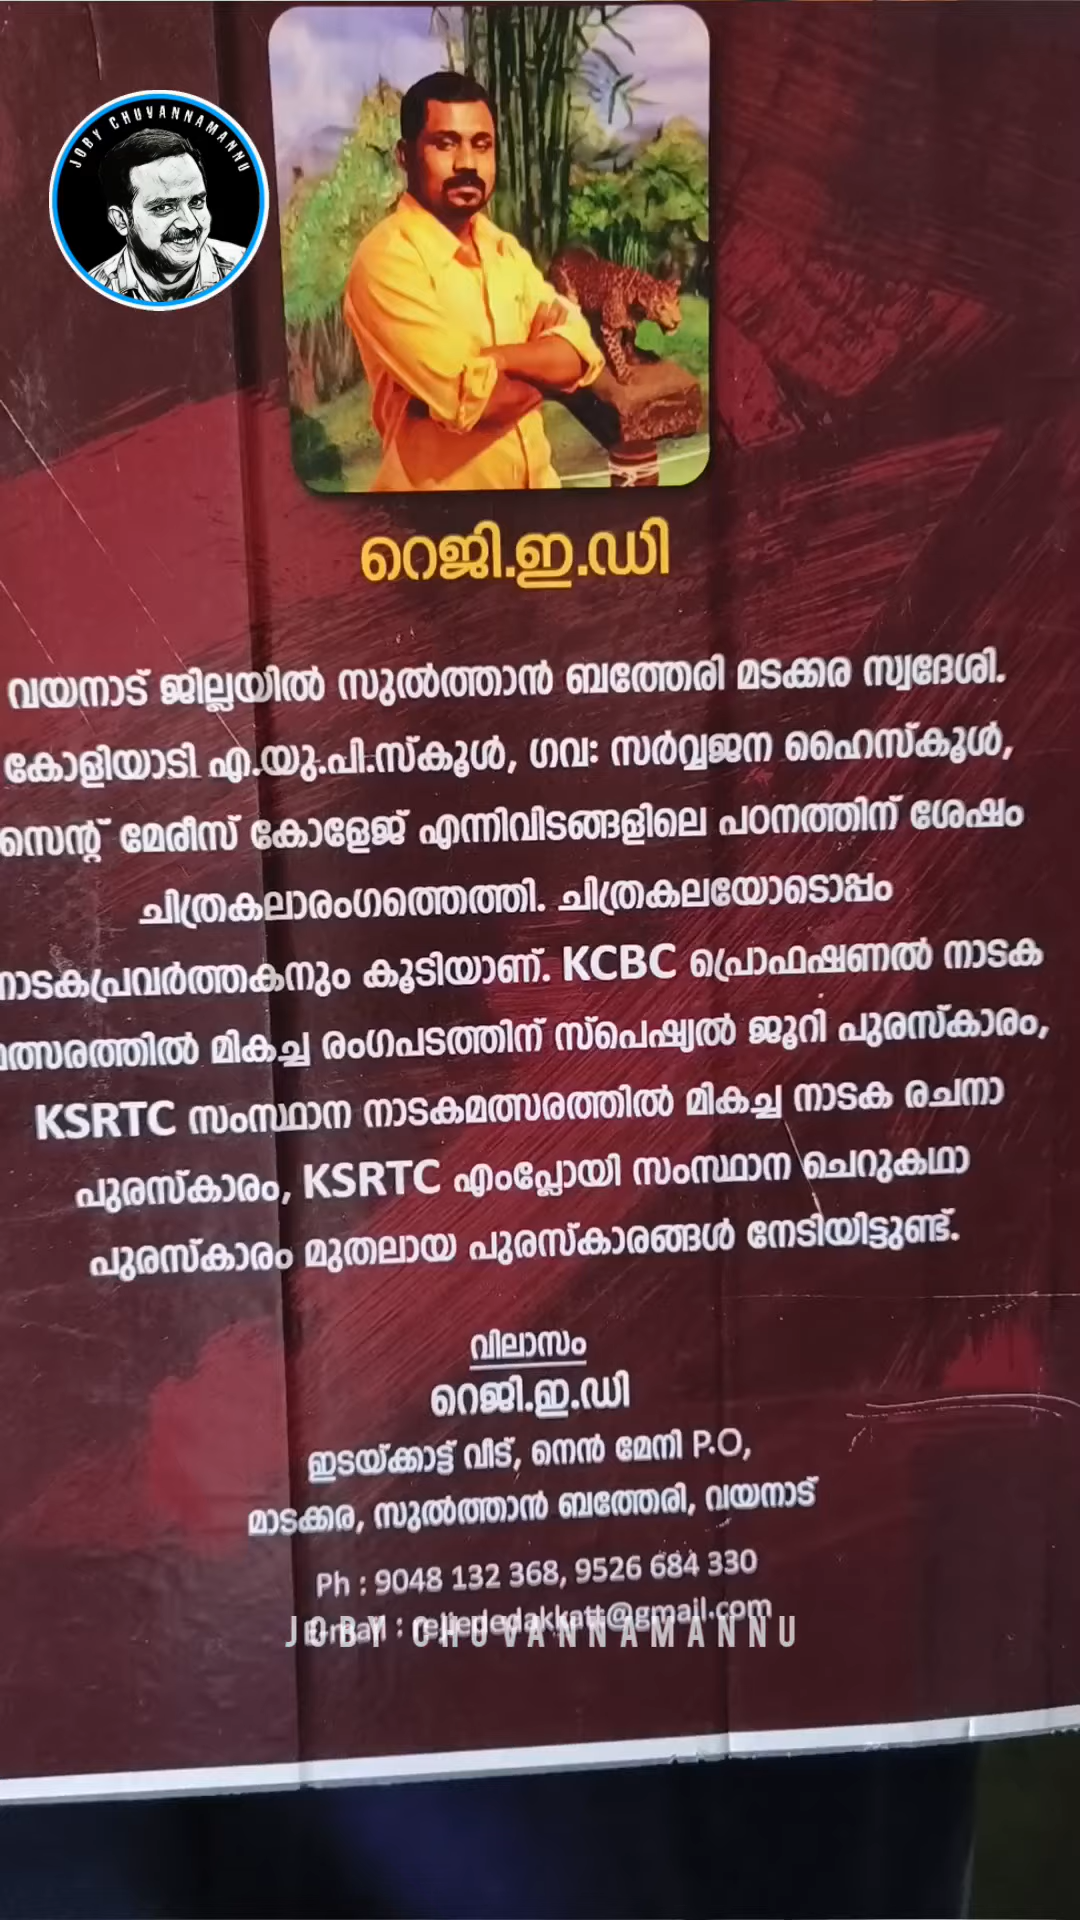 JOBY CHUVANNAMANNU
റെജി.ഇ.ഡി
വയനാട് ജില്ലയിൽ സുൽത്താൻ ബത്തേരി മടക്കര സ്വദേശി.
കോളിയാടി എ.യു.പി.സ്കൂൾ, ഗവഃ സർവ്വജന ഹൈസ്കൂൾ,
സെന്റ് മേരീസ് കോളേജ് എന്നിവിടങ്ങളിലെ പഠനത്തിന് ശേഷം
ചിത്രകലാരംഗത്തെത്തി. ചിത്രകലയോടൊപ്പം
നാടകപ്രവർത്തകനും കൂടിയാണ്. KCBC പ്രൊഫഷണൽ നാടക
മത്സരത്തിൽ മികച്ച രംഗപടത്തിന് സ്പെഷ്യൽ ജൂറി പുരസ്കാരം,
KSRTC സംസ്ഥാന നാടകമത്സരത്തിൽ മികച്ച നാടക രചനാ
പുരസ്കാരം, KSRTC എംപ്ലോയി സംസ്ഥാന ചെറുകഥാ
പുരസ്കാരം മുതലായ പുരസ്കാരങ്ങൾ നേടിയിട്ടുണ്ട്.
വിലാസം
റെജി.ഇ.ഡി
ഇടയ്ക്കാട്ട് വീട്, നെൻ മേനി P.O,
മാടക്കര, സുൽത്താൻ ബത്തേരി, വയനാട്
Ph : 9048 132 368, 9526 684 330
E-mail :
JOBY CHUVANNAMANNU